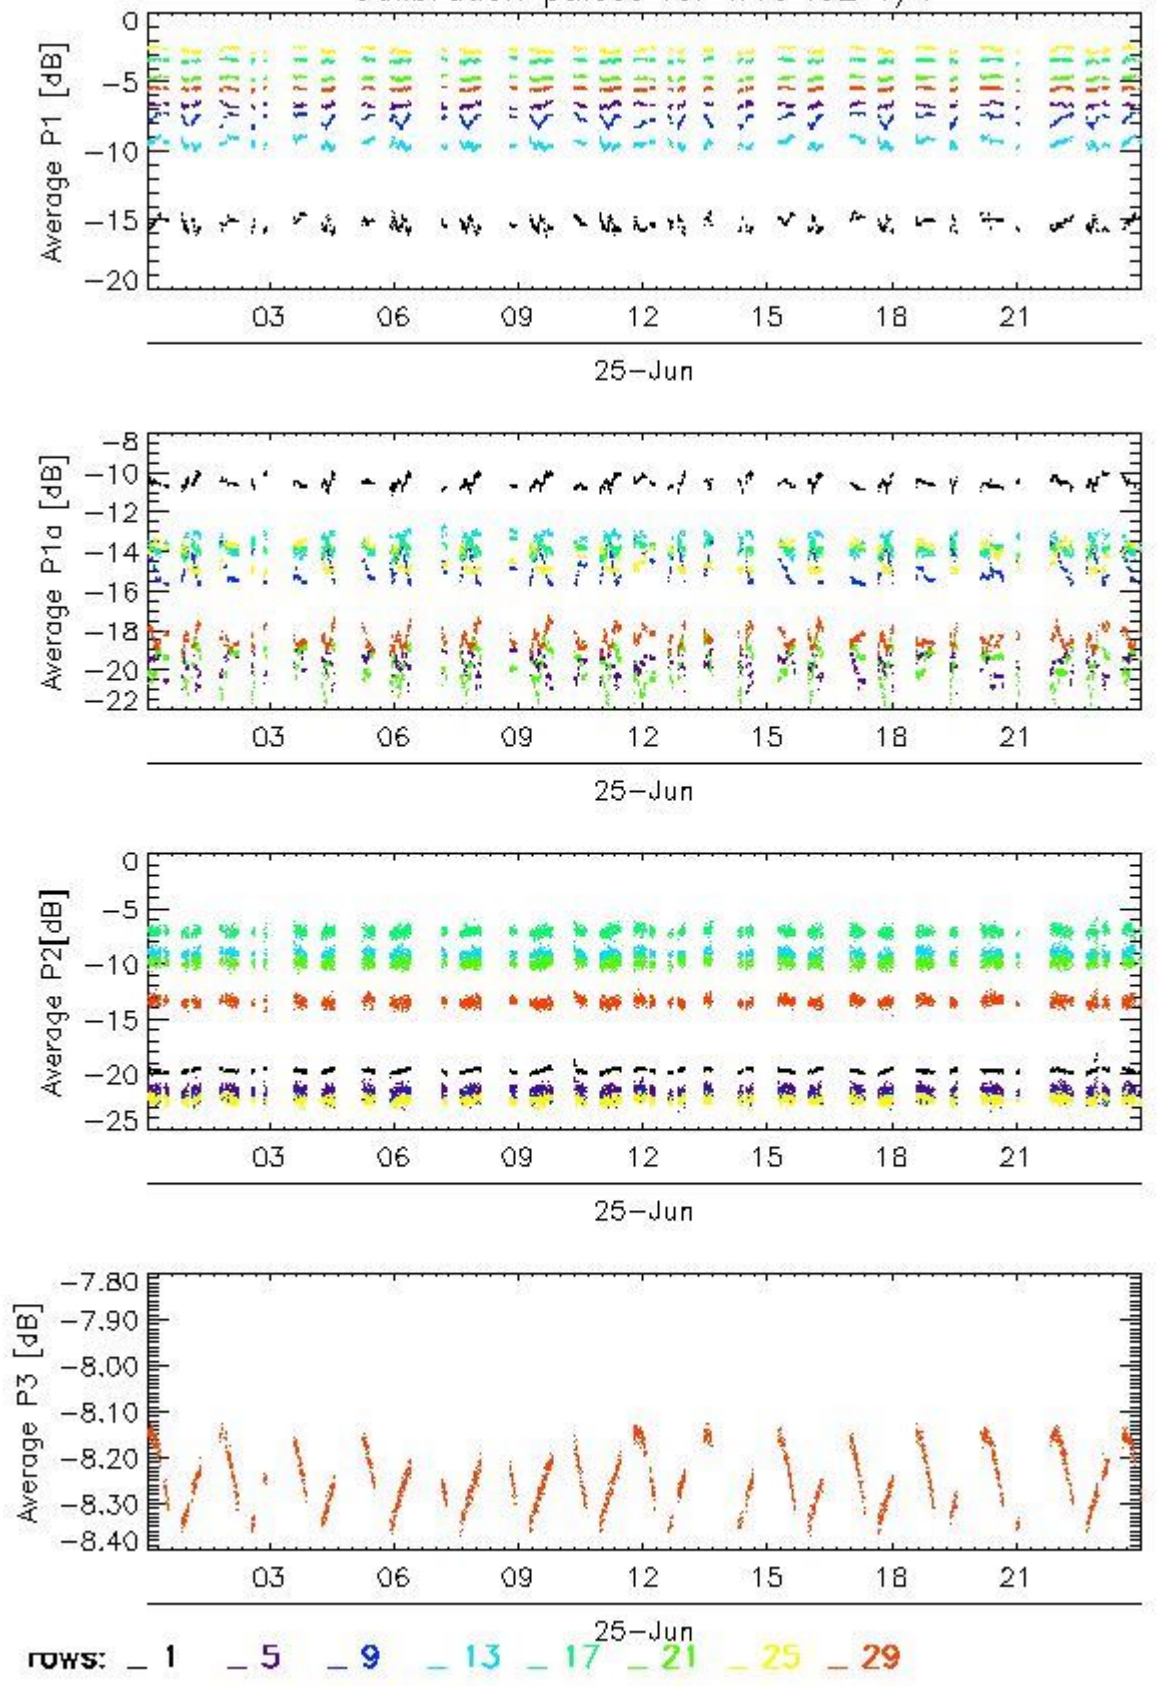 Average P1 [dB]
0
−5
−10
−15
−20
03 06 09 12 15 18 21
25−Jun
Average P1a [dB]
−8
−10
−12
−14
−16
−18
−20
−22
03 06 09 12 15 18 21
25−Jun
Average P2[dB]
0
−5
−10
−15
−20
−25
03 06 09 12 15 18 21
25−Jun
Average P3 [dB]
−7.80
−7.90
−8.00
−8.10
−8.20
−8.30
−8.40
03 06 09 12 15 18 21
25−Jun
rows: _ 1 _ 5 _ 9 _ 13 _ 17 _ 21 _ 25 _ 29